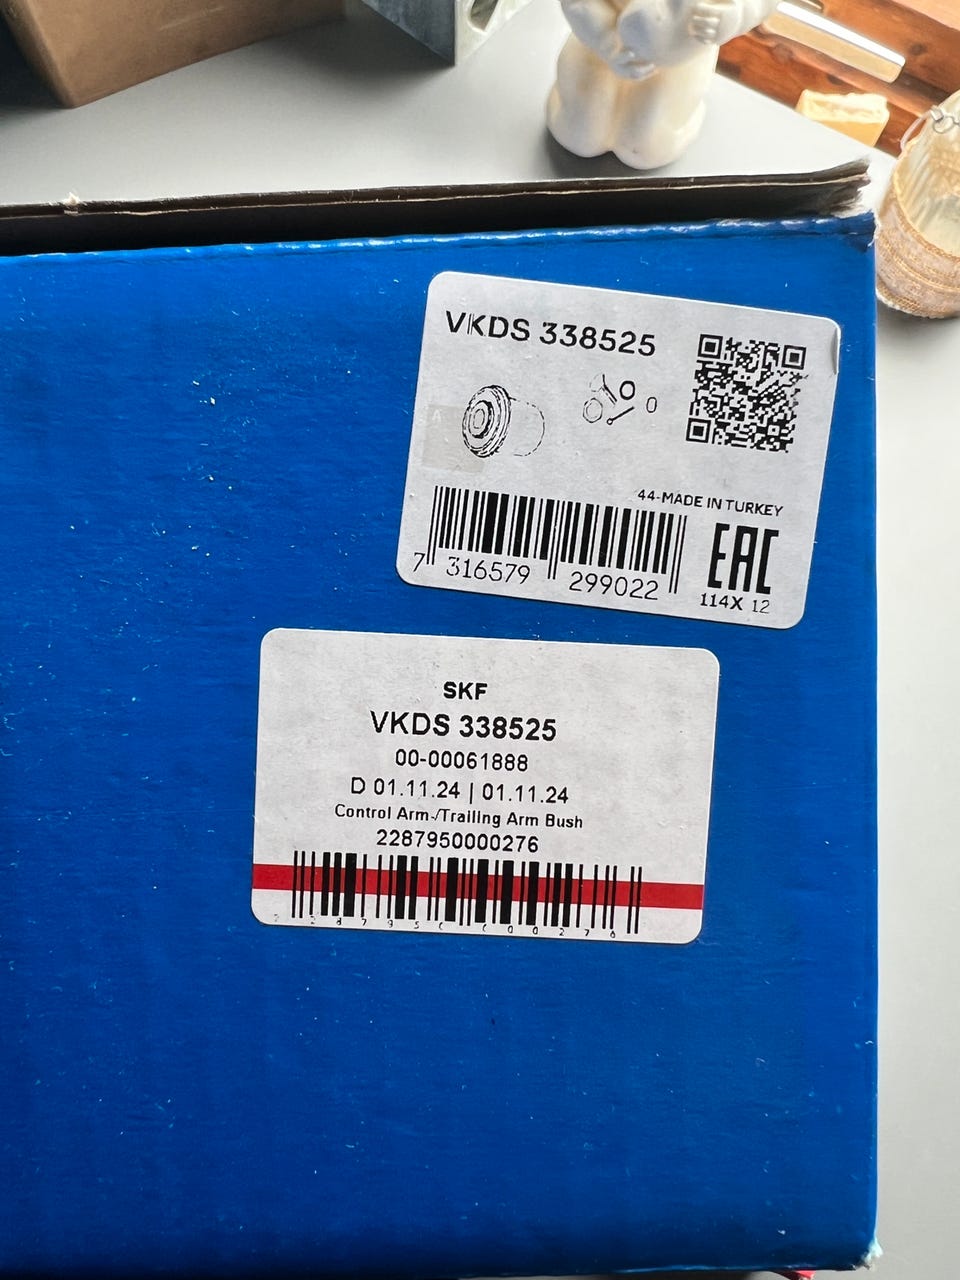 VKDS 338525
A
44-MADE IN TURKEY
7 316579 299022
EAC
114X 12
SKF
VKDS 338525
00-00061888
D 01.11.24 | 01.11.24
Control Arm-/Trailing Arm Bush
2287950000276